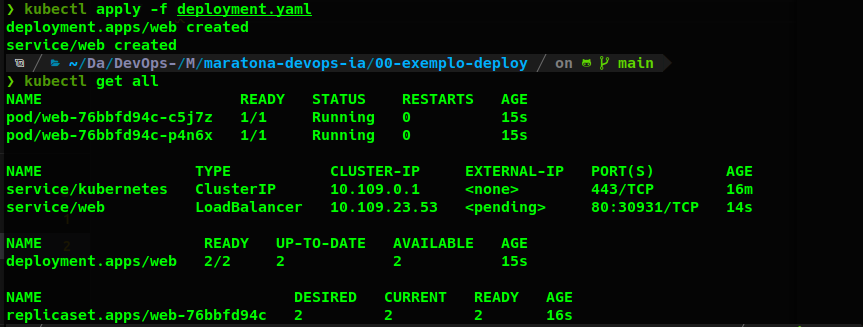 ❯ kubectl apply -f deployment.yaml
deployment.apps/web created
service/web created
~/Da/DevOps-/M/maratona-devops-ia/00-exemplo-deploy on main
❯ kubectl get all
NAME READY STATUS RESTARTS AGE
pod/web-76bbfd94c-c5j7z 1/1 Running 0 15s
pod/web-76bbfd94c-p4n6x 1/1 Running 0 15s
NAME TYPE CLUSTER-IP EXTERNAL-IP PORT(S) AGE
service/kubernetes ClusterIP 10.109.0.1 <none> 443/TCP 16m
service/web LoadBalancer 10.109.23.53 <pending> 80:30931/TCP 14s
NAME READY UP-TO-DATE AVAILABLE AGE
deployment.apps/web 2/2 2 2 15s
NAME DESIRED CURRENT READY AGE
replicaset.apps/web-76bbfd94c 2 2 2 16s